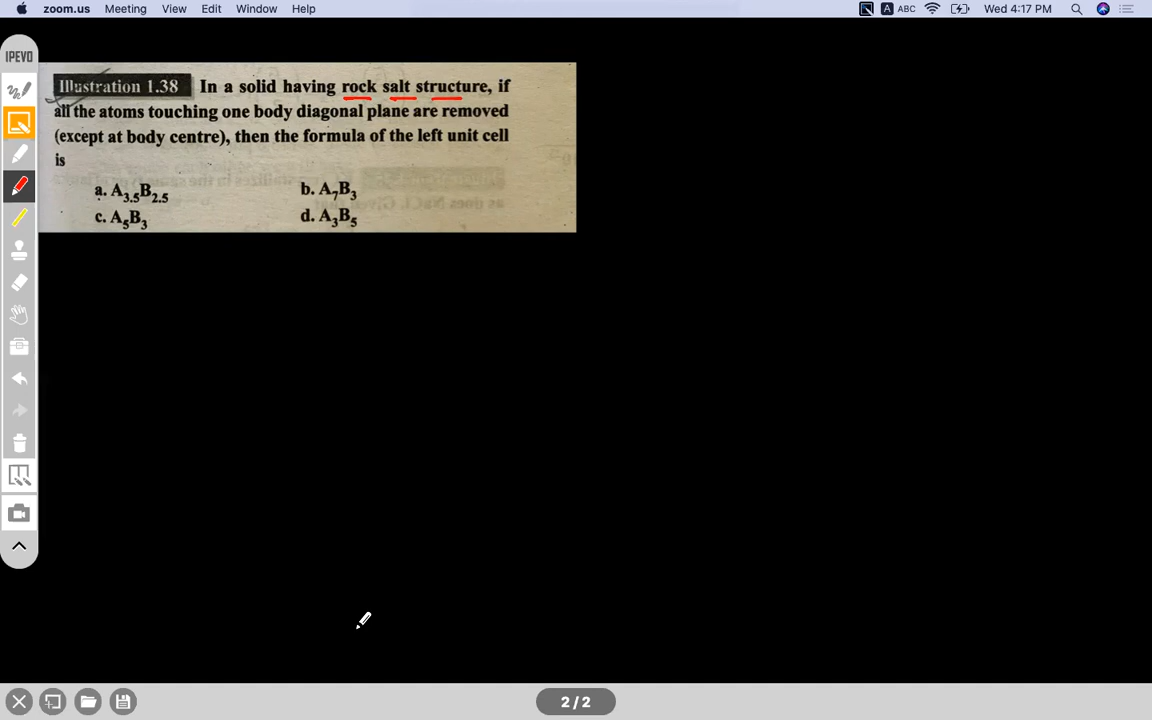 zoom.us Meeting View Edit Window Help A ABC Wed 4:17 PM
IPEVO
Illustration 1.38 In a solid having rock salt structure, if
all the atoms touching one body diagonal plane are removed
(except at body centre), then the formula of the left unit cell
is
a. A3.5B2.5 b. A7B3
c. A5B3 d. A3B5
2 / 2